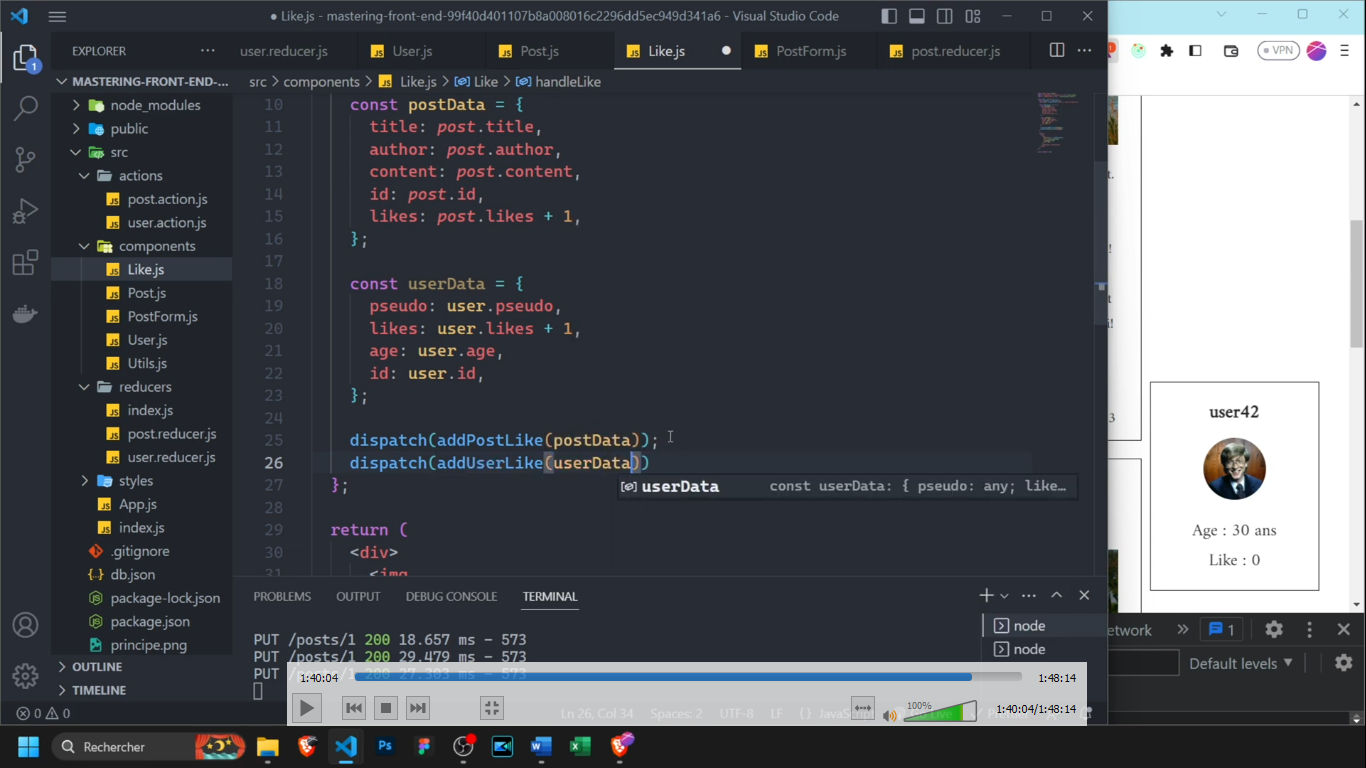 Like.js - mastering-front-end-99f40d401107b8a008016c2296dd5ec949d341a6 - Visual Studio Code
EXPLORER
user.reducer.js
User.js
Post.js
Like.js
PostForm.js
post.reducer.js
VPN
1
MASTERING-FRONT-END-...
src > components > Like.js > Like > handleLike
node_modules
public
src
actions
post.action.js
user.action.js
components
Like.js
Post.js
PostForm.js
User.js
Utils.js
reducers
index.js
post.reducer.js
user.reducer.js
styles
App.js
index.js
.gitignore
db.json
package-lock.json
package.json
principe.png
OUTLINE
TIMELINE
10 const postData = {
11 title: post.title,
12 author: post.author,
13 content: post.content,
14 id: post.id,
15 likes: post.likes + 1,
16 };
17
18 const userData = {
19 pseudo: user.pseudo,
20 likes: user.likes + 1,
21 age: user.age,
22 id: user.id,
23 };
24
25 dispatch(addPostLike(postData));
26 dispatch(addUserLike(userData))
27 };
userData const userData: { pseudo: any; like...
28
29 return (
30 <div>
31 <img
PROBLEMS
OUTPUT
DEBUG CONSOLE
TERMINAL
PUT /posts/1 200 18.657 ms - 573
PUT /posts/1 200 29.479 ms - 573
PUT /posts/1 200 27.303 ms - 573
node
node
user42
Age : 30 ans
Like : 0
etwork
1
Default levels
1:40:04
1:48:14
100%
1:40:04/1:48:14
0 0
Ln 26, Col 34
Spaces: 2
UTF-8
LF
{} JavaScript
Rechercher